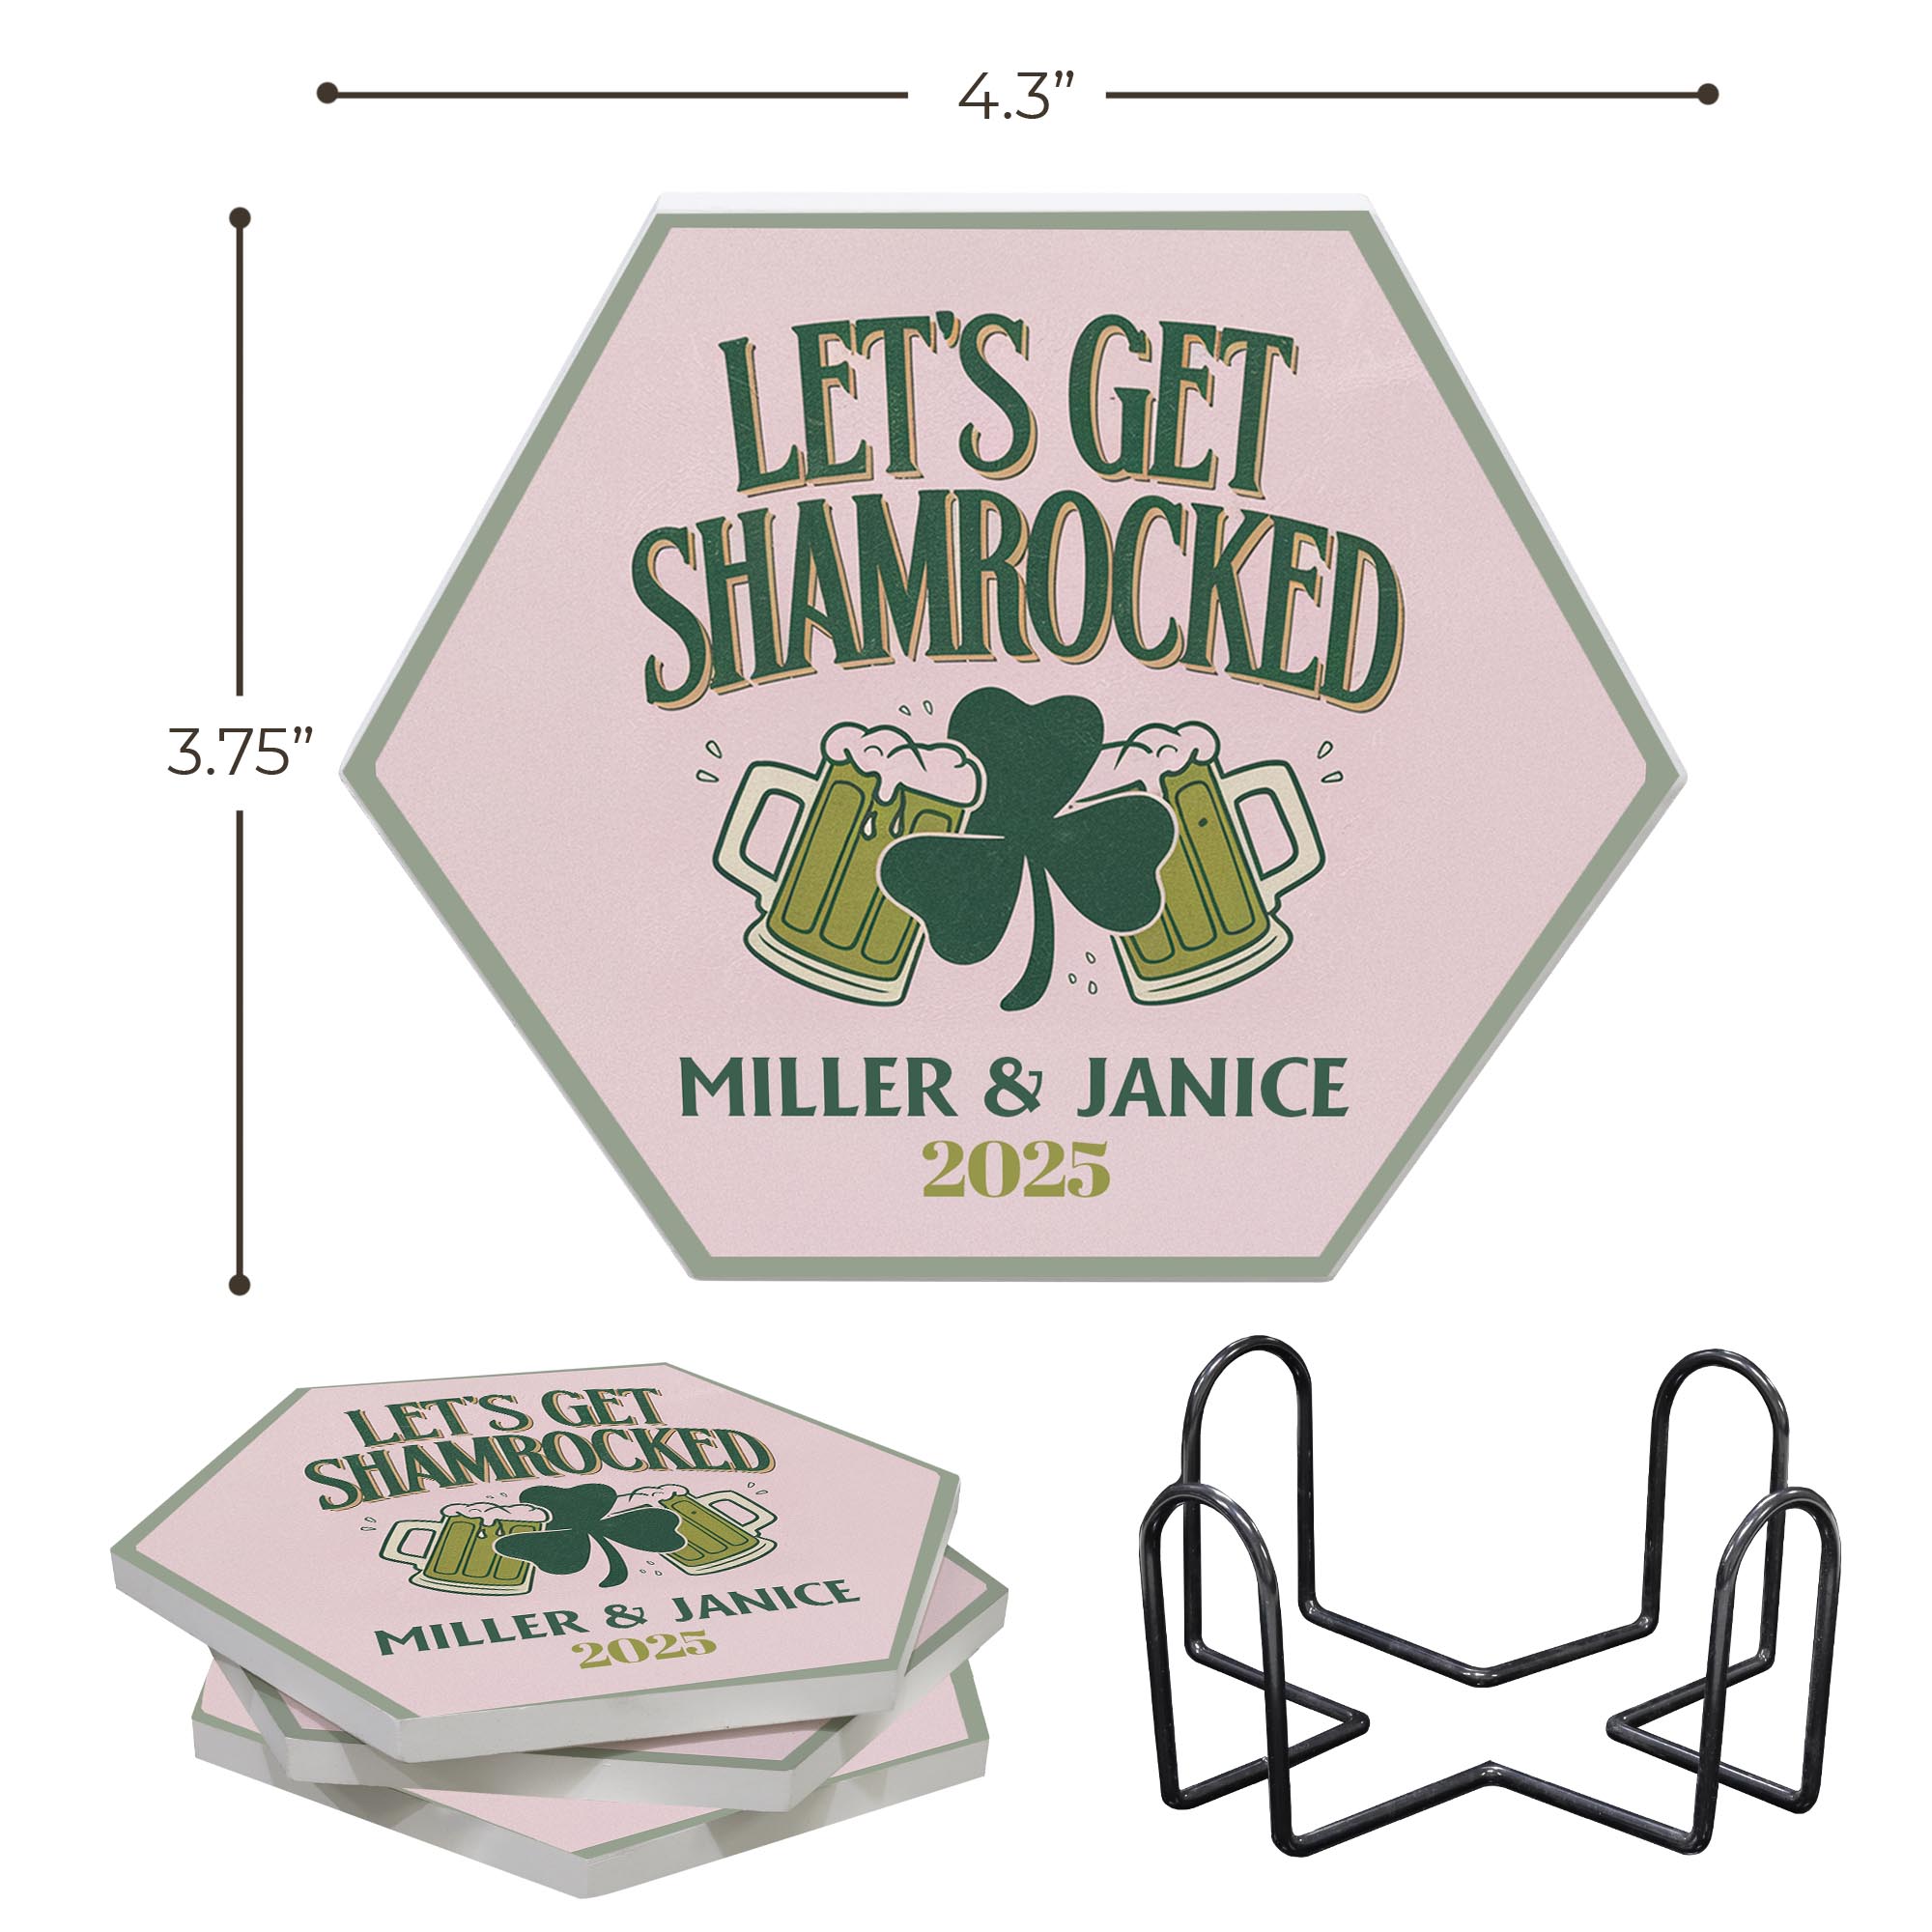 4.3”
LET'S GET
SHAMROCKED
3.75”
MILLER & JANICE
2025
LET'S GET
SHAMROCKED
MILLER & JANICE
2025